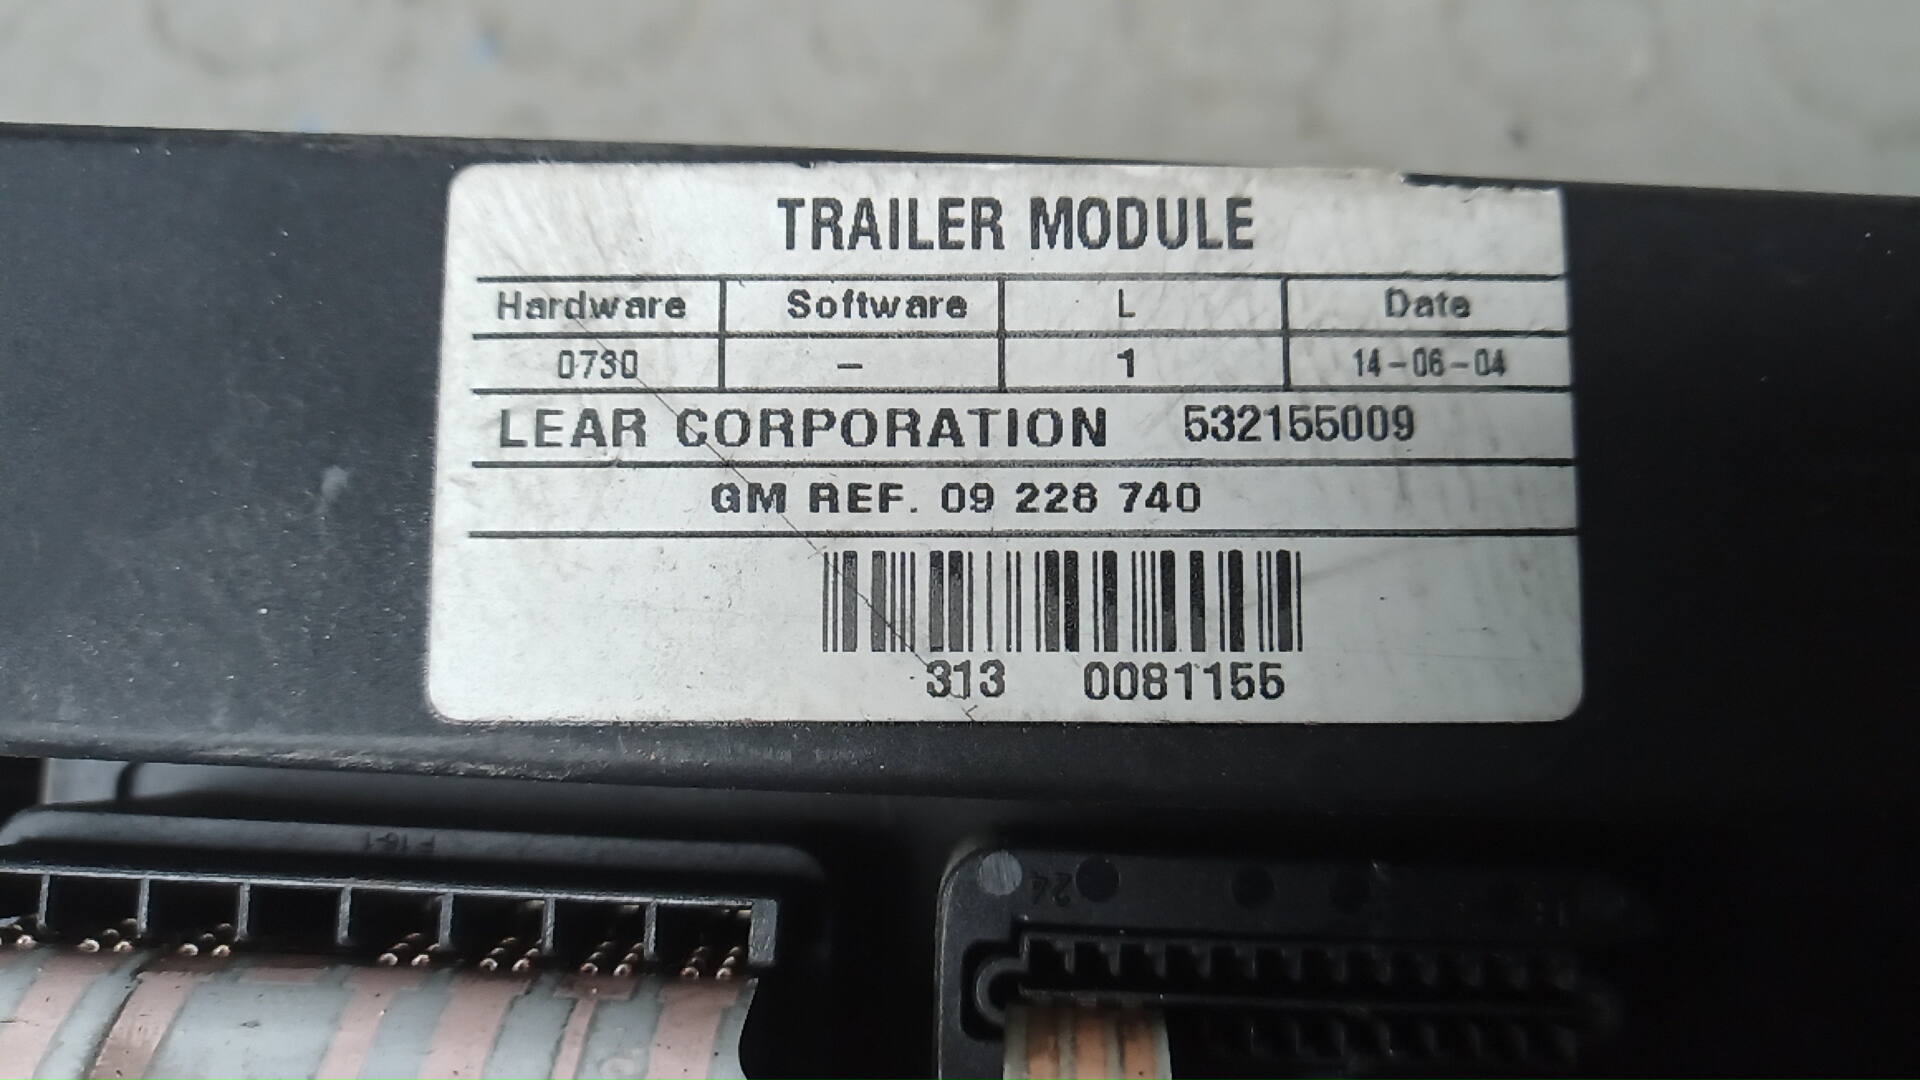 TRAILER MODULE
Hardware Software L Date
0730 – 1 14-06-04
LEAR CORPORATION 532155009
GM REF. 09 228 740
313 0081155
24